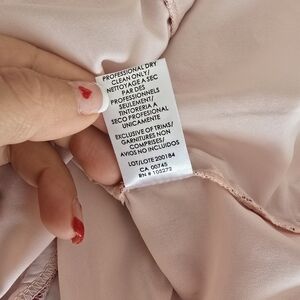 PROFESSIONAL DRY
CLEAN ONLY/
NETTOYAGE A SEC
PAR DES
PROFESSIONNELS
SEULEMENT/
TINTORERIA A
SECO PROFESIONAL
UNICAMENTE
EXCLUSIVE OF TRIMS/
GARNITURES NON
COMPRISES/
AVIOS NO INCLUIDOS
LOT/LOTE 200184
CA 00745
RN # 105272